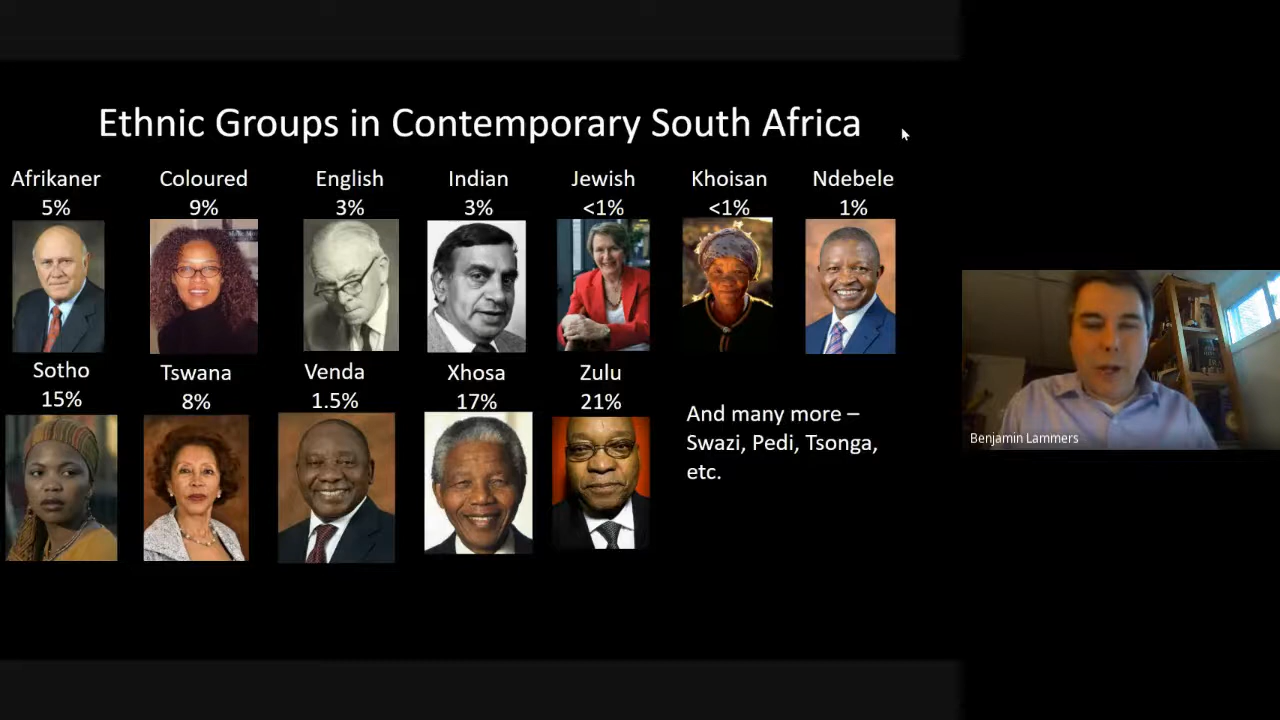 Ethnic Groups in Contemporary South Africa
Afrikaner
5%
Coloured
9%
English
3%
Indian
3%
Jewish
<1%
Khoisan
<1%
Ndebele
1%
Sotho
15%
Tswana
8%
Venda
1.5%
Xhosa
17%
Zulu
21%
And many more –
Swazi, Pedi, Tsonga,
etc.
Benjamin Lammers